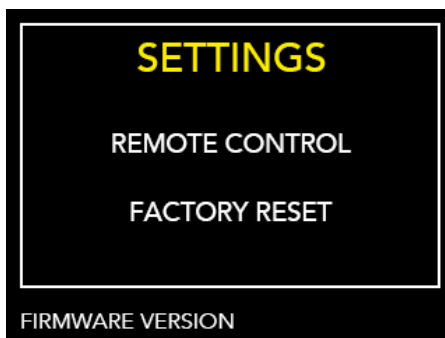 SETTINGS
REMOTE CONTROL
FACTORY RESET
FIRMWARE VERSION